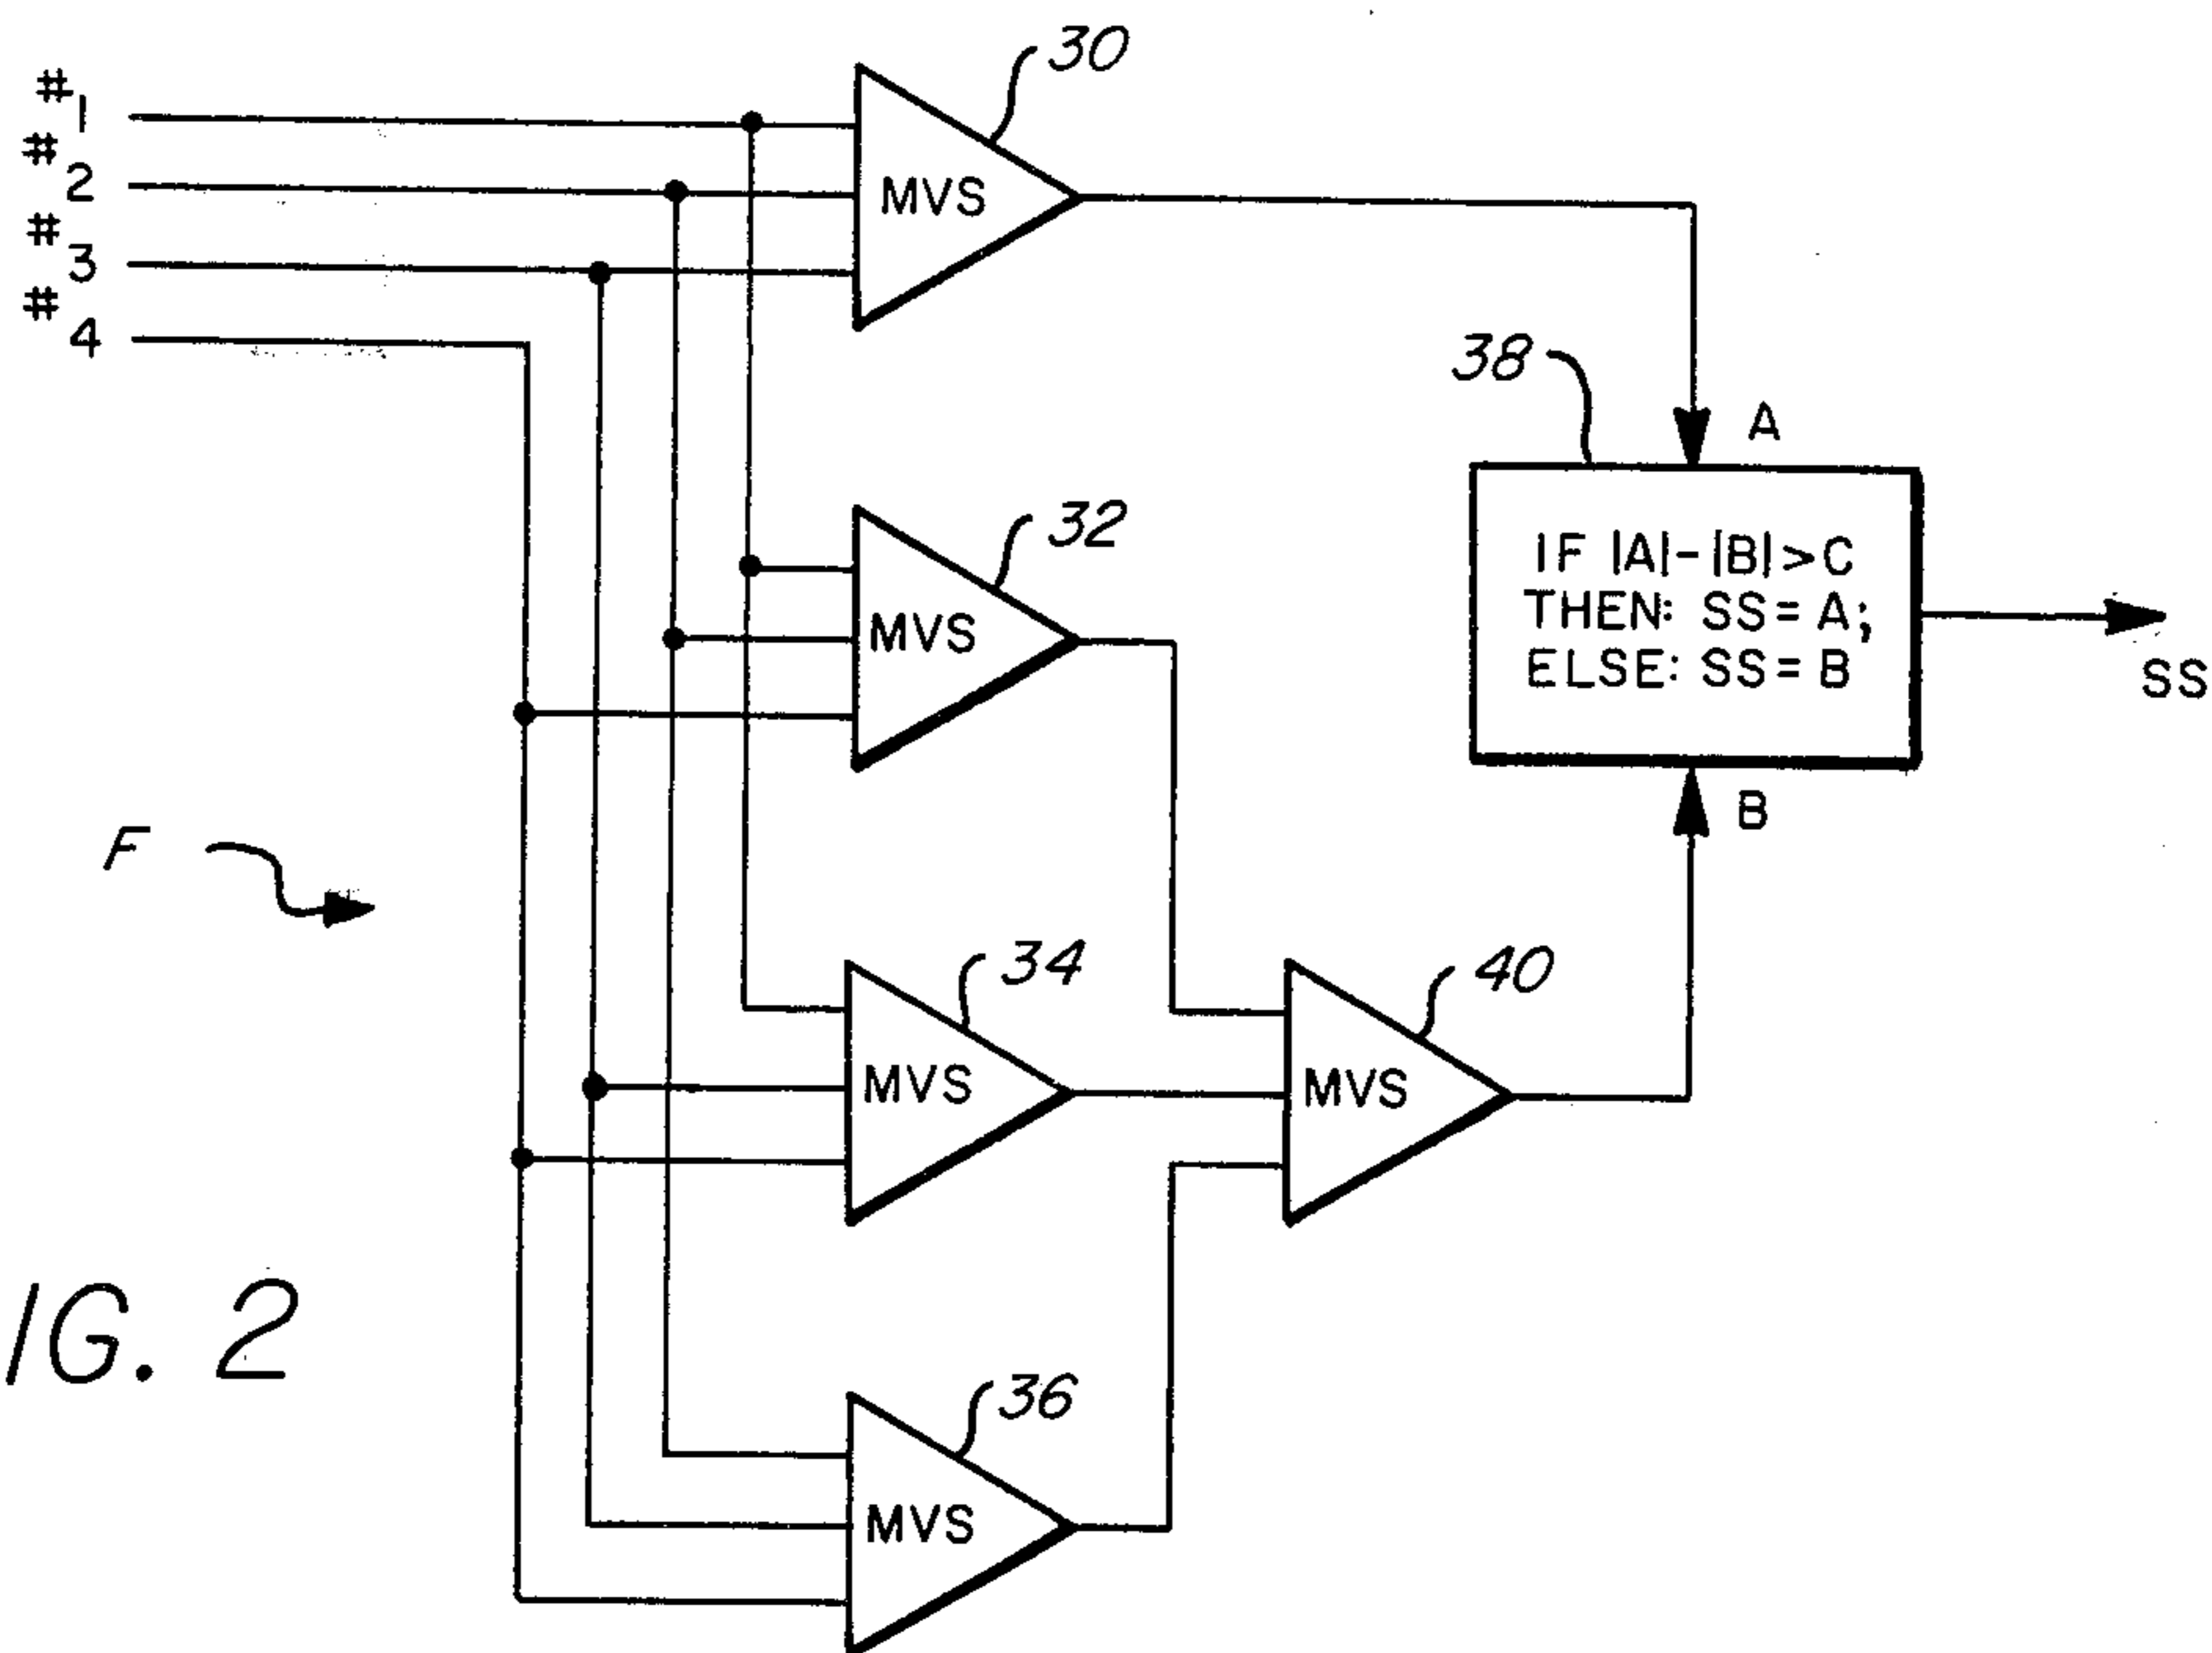 #1
#2
#3
#4
30
MVS
38
A
IF |A|-|B|>C
THEN: SS=A;
ELSE: SS=B
SS
B
32
MVS
F
34
MVS
40
MVS
36
MVS
IG. 2